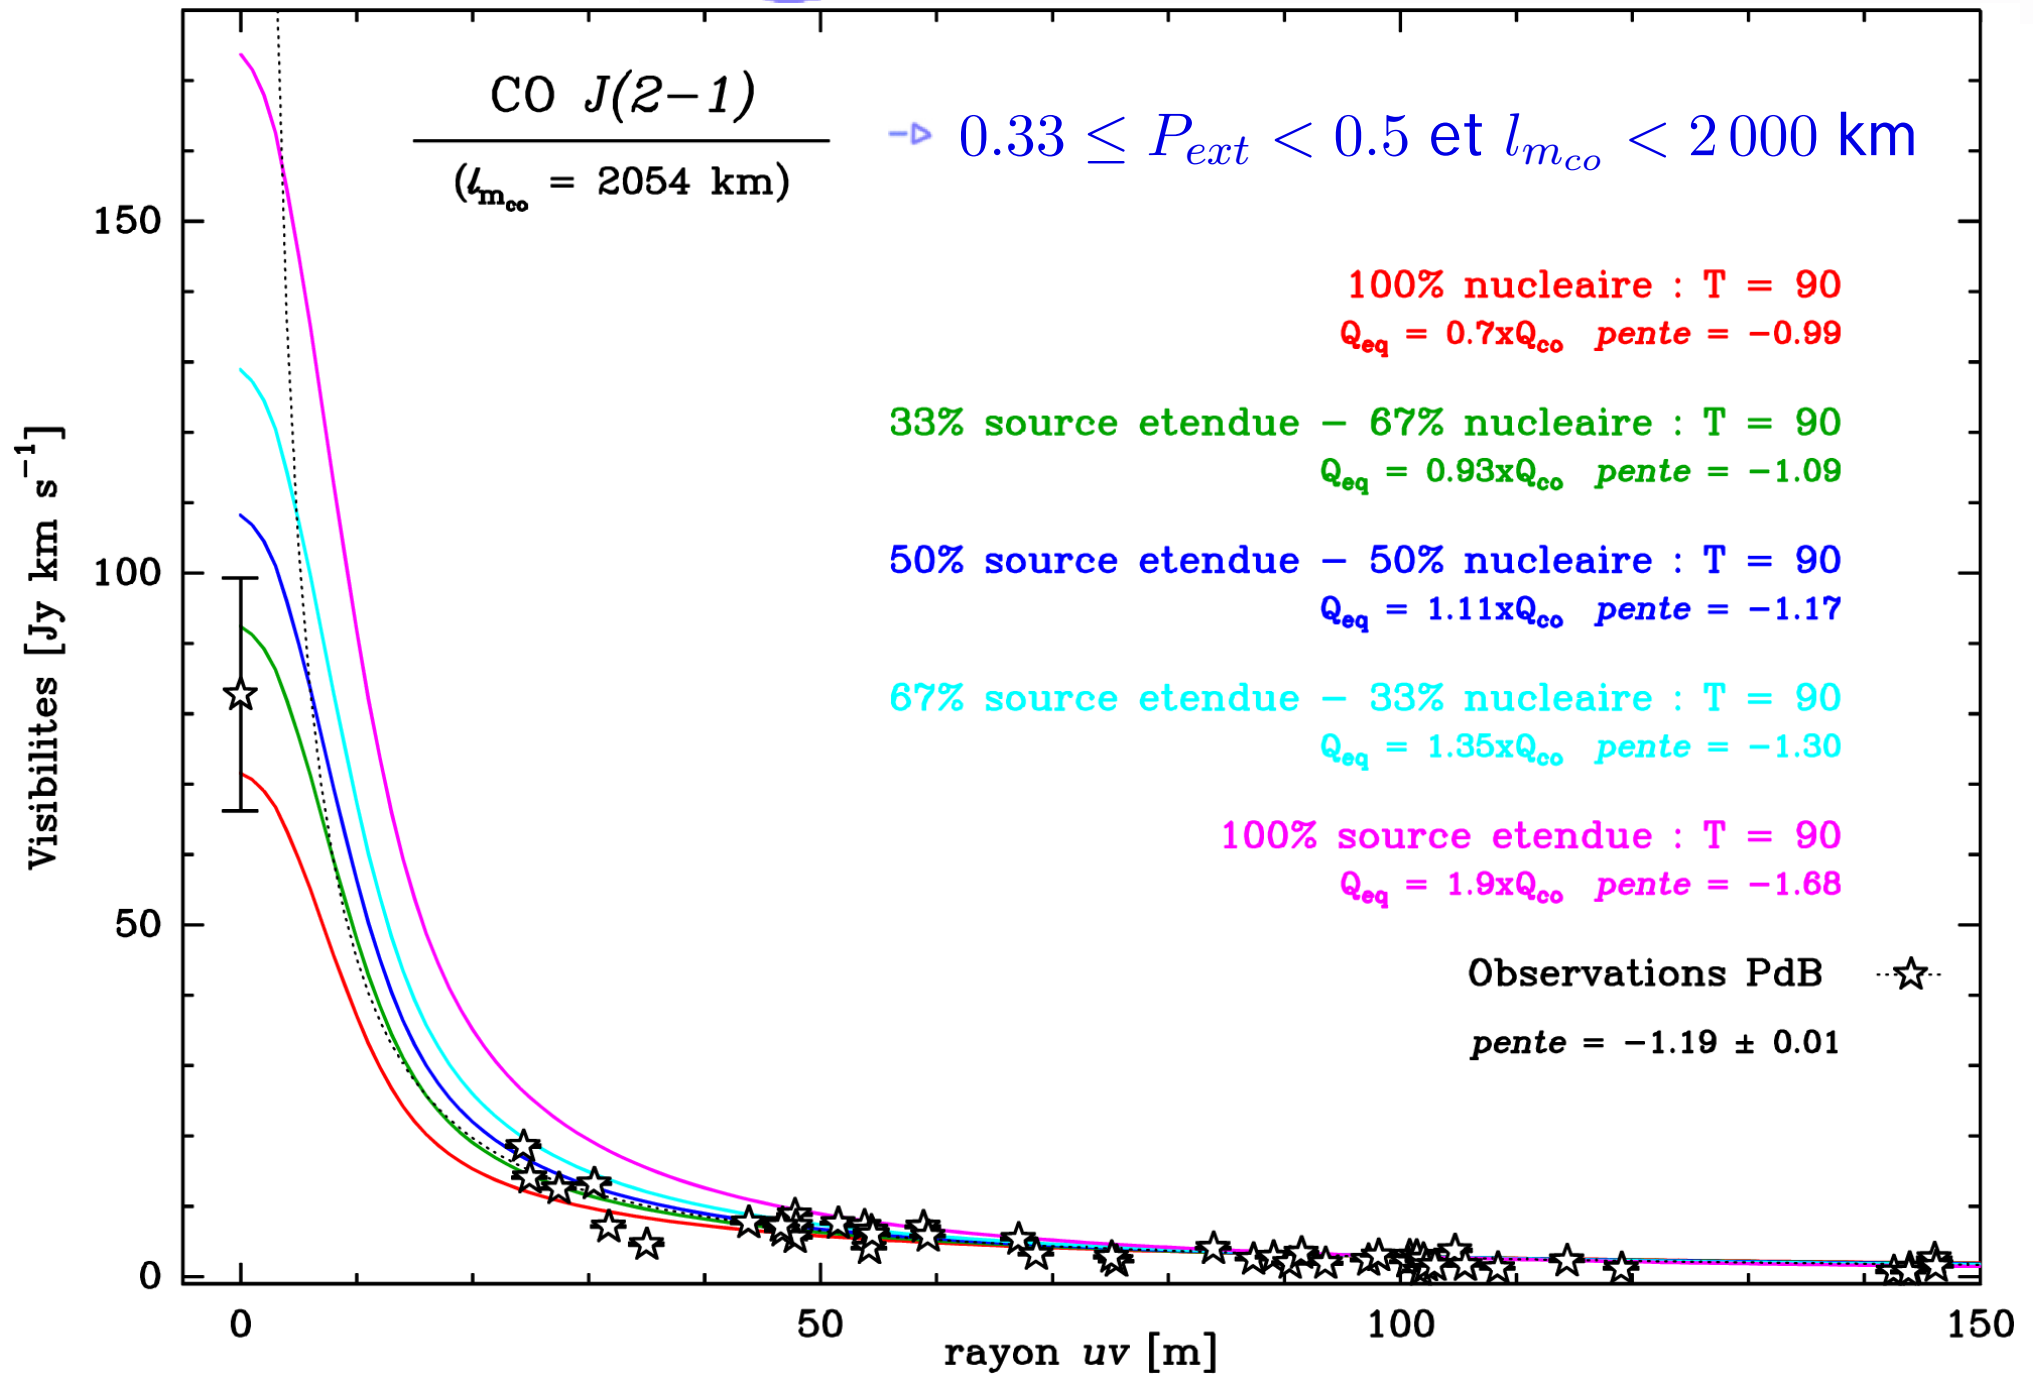 CO J(2−1)
(l_mco = 2054 km)
0.33 ≤ P_ext < 0.5 et l_mco < 2 000 km
100% nucleaire : T = 90
Q_eq = 0.7xQ_co pente = −0.99
33% source etendue − 67% nucleaire : T = 90
Q_eq = 0.93xQ_co pente = −1.09
50% source etendue − 50% nucleaire : T = 90
Q_eq = 1.11xQ_co pente = −1.17
67% source etendue − 33% nucleaire : T = 90
Q_eq = 1.35xQ_co pente = −1.30
100% source etendue : T = 90
Q_eq = 1.9xQ_co pente = −1.68
Observations PdB
pente = −1.19 ± 0.01
Visibilites [Jy km s⁻¹]
150
100
50
0
0 50 100 150
rayon uv [m]